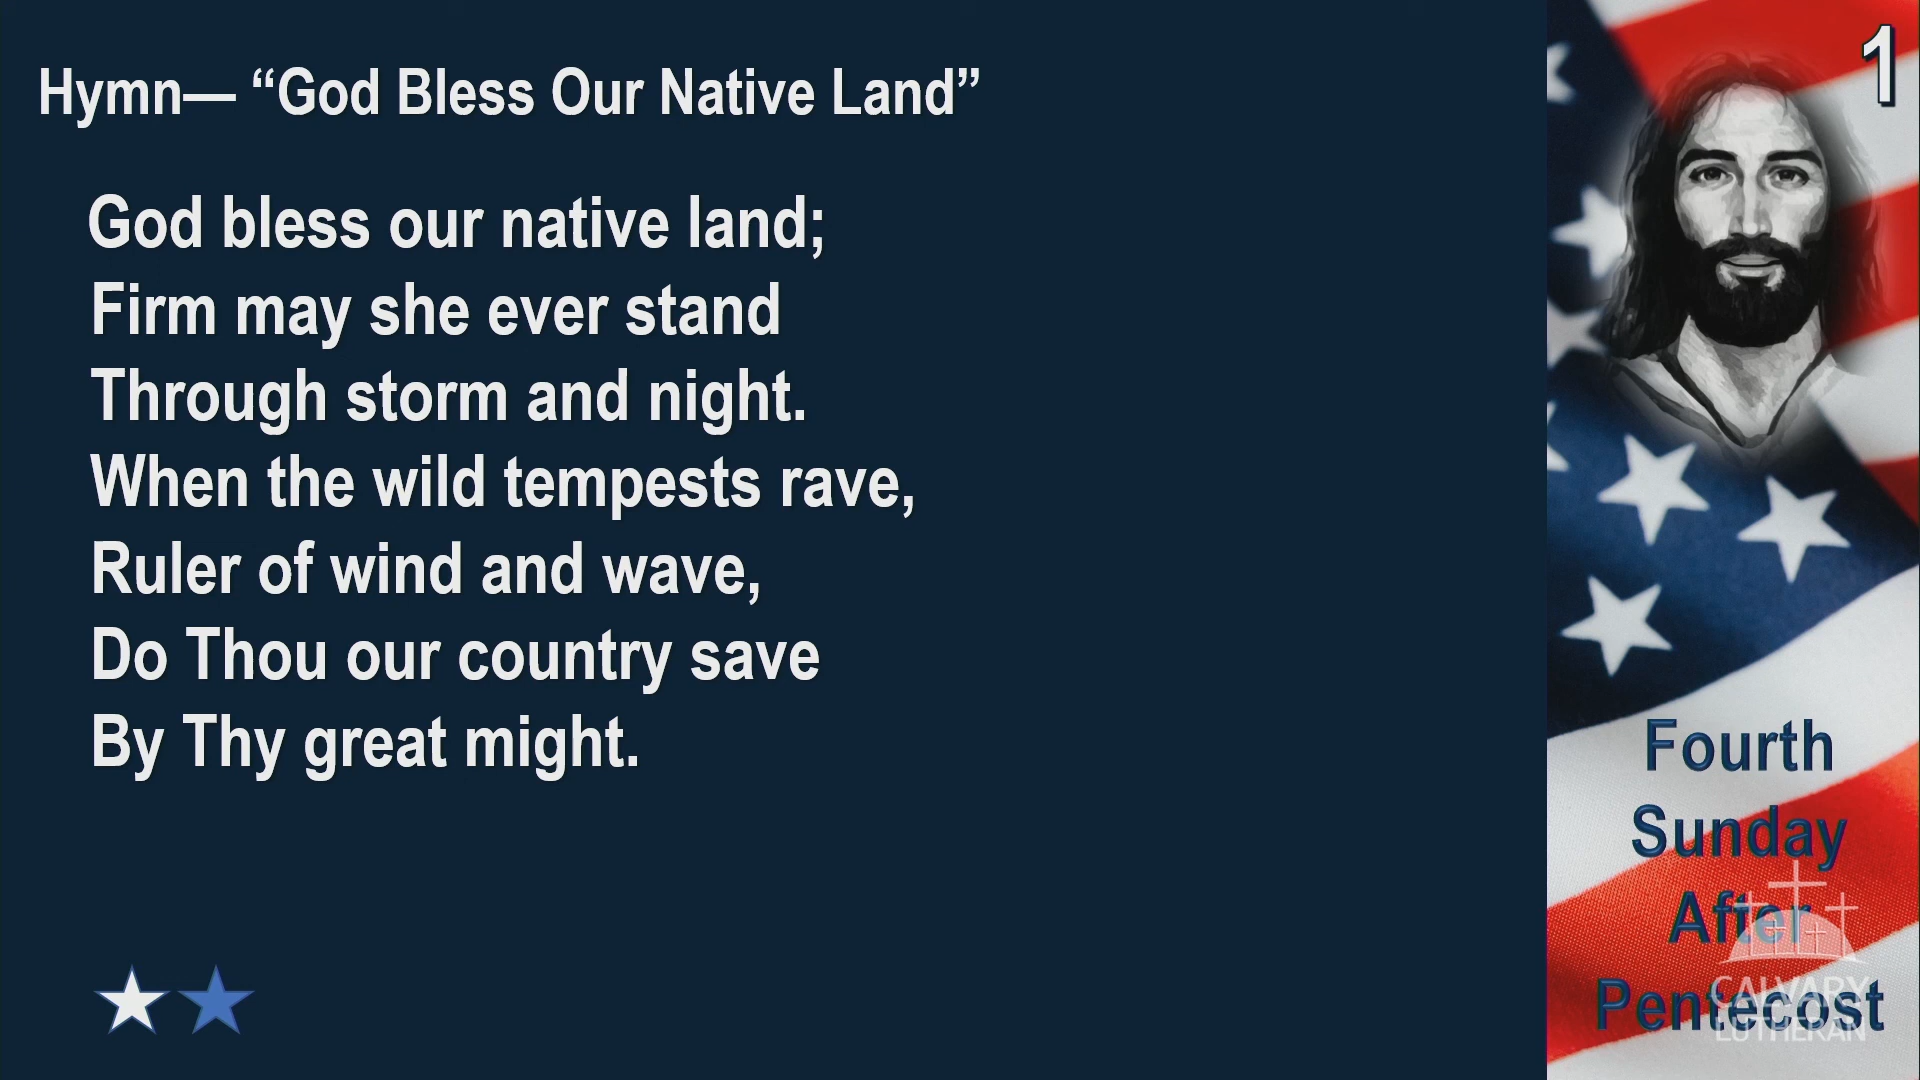 Hymn— “God Bless Our Native Land”
God bless our native land;
Firm may she ever stand
Through storm and night.
When the wild tempests rave,
Ruler of wind and wave,
Do Thou our country save
By Thy great might.
1
Fourth
Sunday
After
Pentecost
CALVARY
LUTHERAN